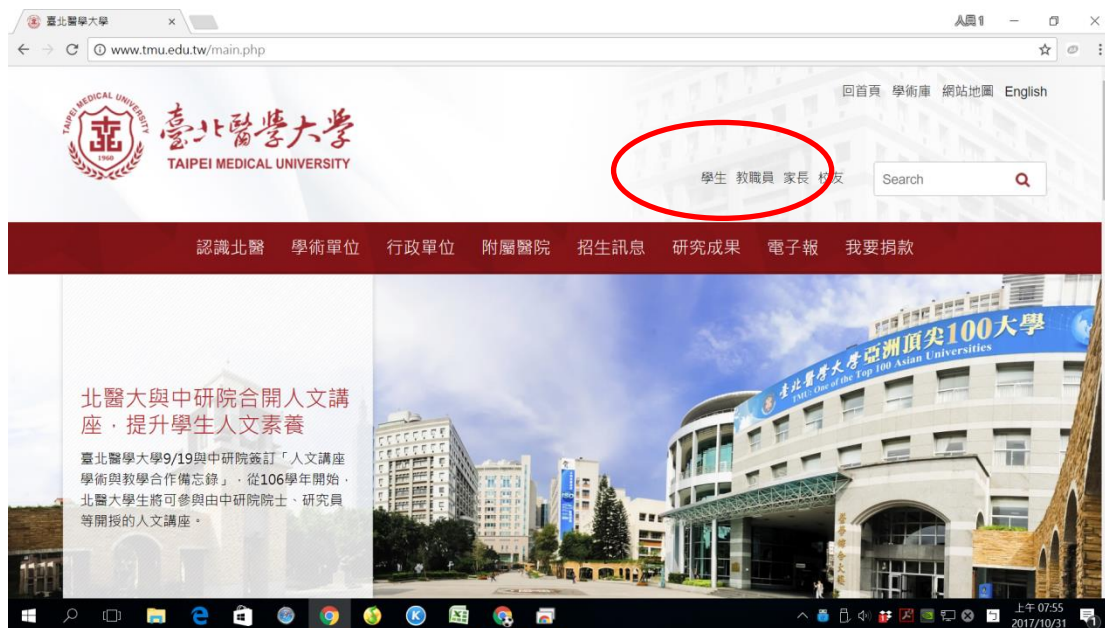 臺北醫學大學
人員1
www.tmu.edu.tw/main.php
回首頁 學術庫 網站地圖 English
TAIPEI MEDICAL UNIVERSITY
1960
臺北醫學大學
TAIPEI MEDICAL UNIVERSITY
學生 教職員 家長 校友
Search
認識北醫 學術單位 行政單位 附屬醫院 招生訊息 研究成果 電子報 我要捐款
臺北醫學大學 亞洲頂尖100大學
TMU: One of the Top 100 Asian Universities
北醫大與中研院合開人文講
座，提升學生人文素養
臺北醫學大學9/19與中研院簽訂「人文講座
學術與教學合作備忘錄」，從106學年開始，
北醫大學生將可參與由中研院院士、研究員
等開授的人文講座。
上午 07:55
2017/10/31